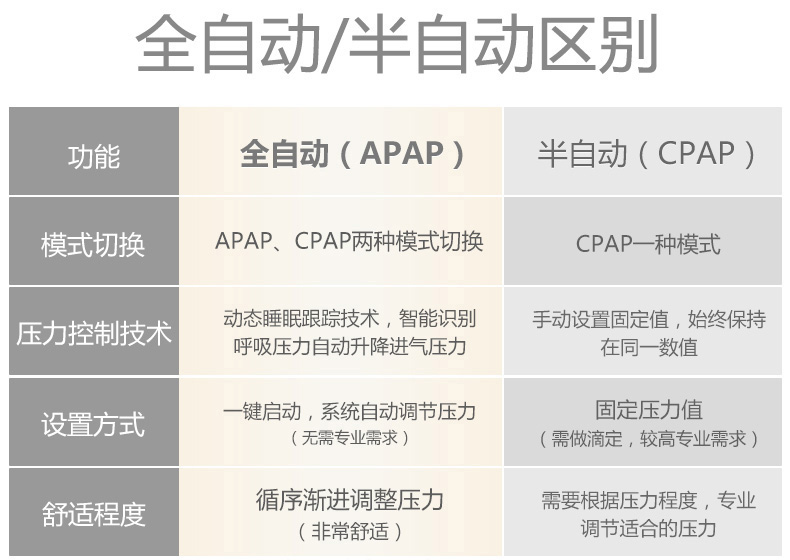 全自动/半自动区别
功能
全自动（APAP）
半自动（CPAP）
模式切换
APAP、CPAP两种模式切换
CPAP一种模式
压力控制技术
动态睡眠跟踪技术，智能识别
呼吸压力自动升降进气压力
手动设置固定值，始终保持
在同一数值
设置方式
一键启动，系统自动调节压力
（无需专业需求）
固定压力值
（需做滴定，较高专业需求）
舒适程度
循序渐进调整压力
（非常舒适）
需要根据压力程度，专业
调节适合的压力